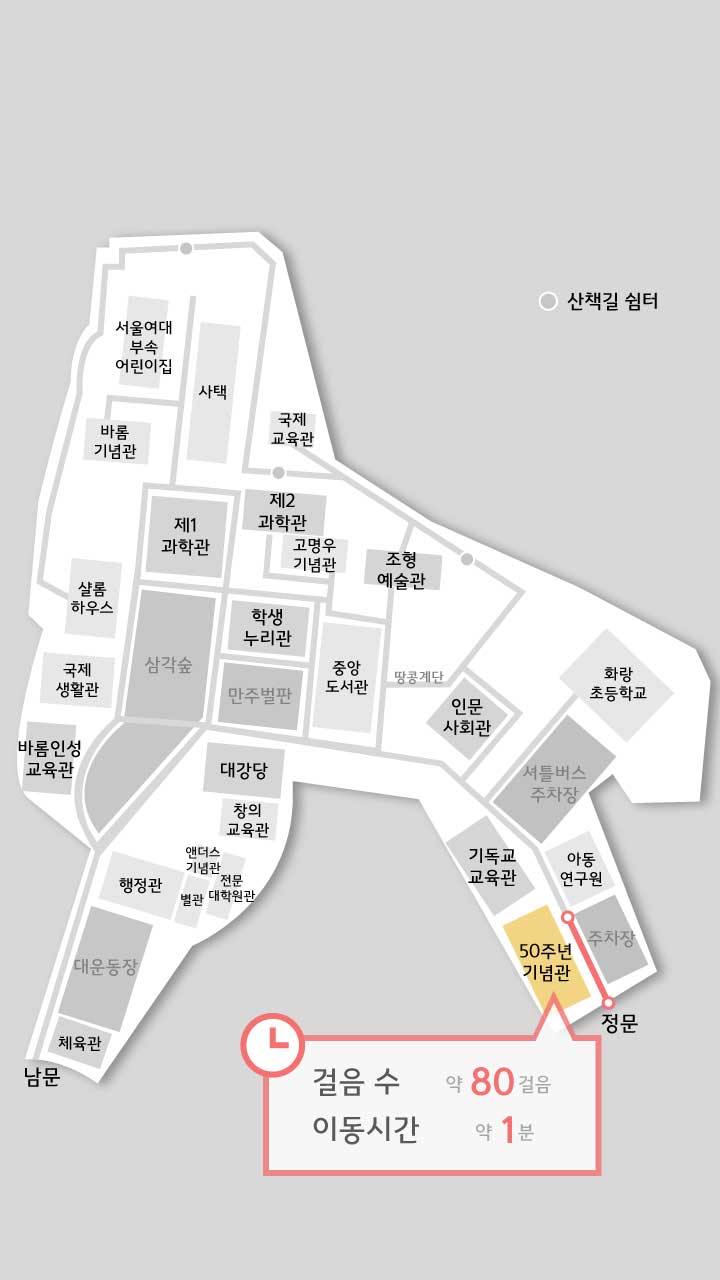 산책길 쉼터
서울여대
부속
어린이집
사택
바롬
기념관
국제
교육관
제1
과학관
제2
과학관
고명우
기념관
조형
예술관
샬롬
하우스
학생
누리관
삼각숲
만주벌판
중앙
도서관
땅콩계단
국제
생활관
인문
사회관
화랑
초등학교
바롬인성
교육관
대강당
셔틀버스
주차장
창의
교육관
앤더스
기념관
전문
대학원관
별관
행정관
기독교
교육관
아동
연구원
대운동장
50주년
기념관
주차장
체육관
정문
남문
걸음 수 약 80 걸음
이동시간 약 1 분